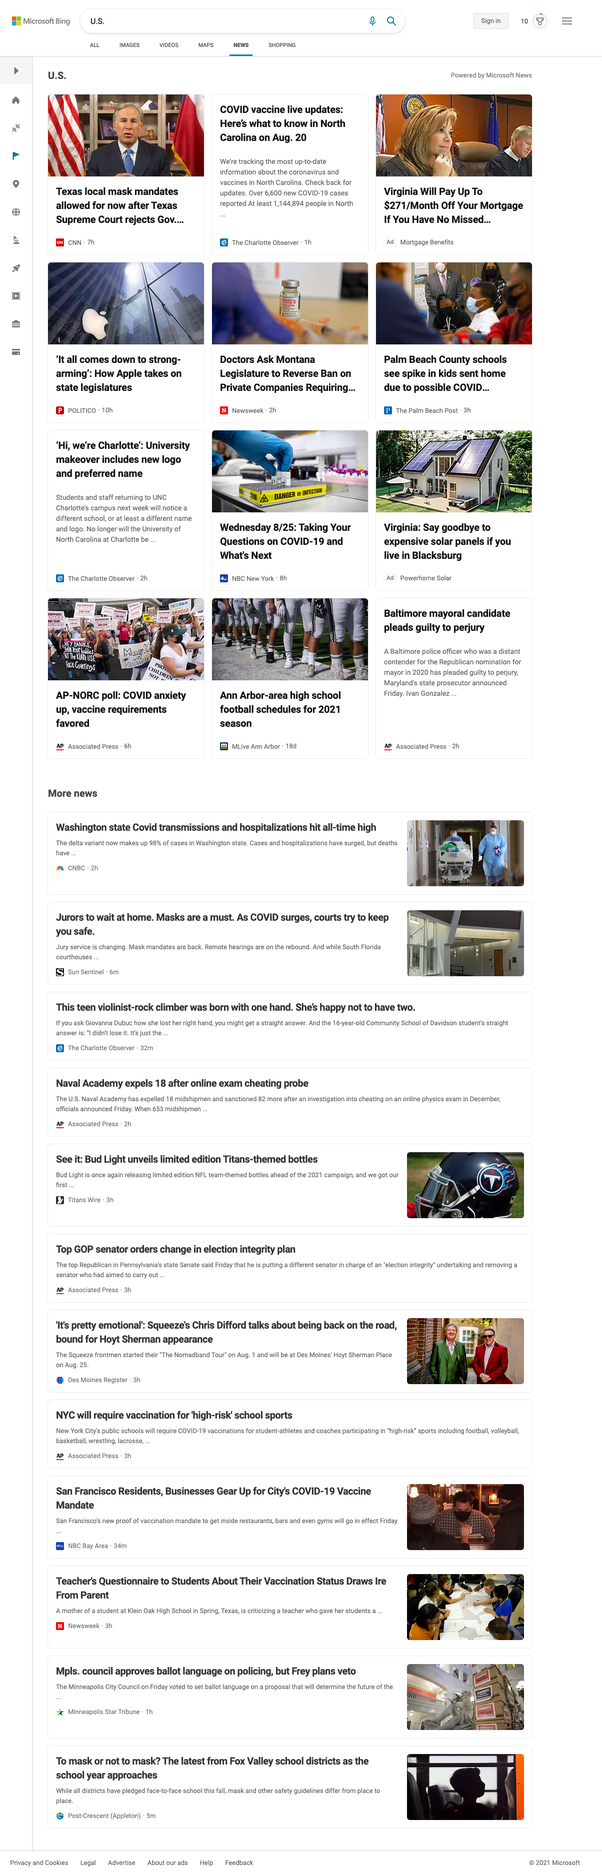 Microsoft Bing
U.S.
Sign in
10
ALL
IMAGES
VIDEOS
MAPS
NEWS
SHOPPING
U.S.
Powered by Microsoft News
Texas local mask mandates
allowed for now after Texas
Supreme Court rejects Gov....
CNN · 7h
COVID vaccine live updates:
Here's what to know in North
Carolina on Aug. 20
We're tracking the most up-to-date
information about the coronavirus and
vaccines in North Carolina. Check back for
updates. Over 6,600 new COVID-19 cases
reported At least 1,144,894 people in North
...
The Charlotte Observer · 1h
Virginia Will Pay Up To
$271/Month Off Your Mortgage
If You Have No Missed...
Ad Mortgage Benefits
'It all comes down to strong-
arming': How Apple takes on
state legislatures
POLITICO · 10h
Doctors Ask Montana
Legislature to Reverse Ban on
Private Companies Requiring...
Newsweek · 2h
Palm Beach County schools
see spike in kids sent home
due to possible COVID...
The Palm Beach Post · 3h
'Hi, we're Charlotte': University
makeover includes new logo
and preferred name
Students and staff returning to UNC
Charlotte's campus next week will notice a
different school, or at least a different name
and logo. No longer will the University of
North Carolina at Charlotte be ...
The Charlotte Observer · 2h
DANGER OF INFECTION
Wednesday 8/25: Taking Your
Questions on COVID-19 and
What's Next
NBC New York · 8h
Virginia: Say goodbye to
expensive solar panels if you
live in Blacksburg
Ad Powerhome Solar
AP-NORC poll: COVID anxiety
up, vaccine requirements
favored
AP Associated Press · 6h
Ann Arbor-area high school
football schedules for 2021
season
MLive Ann Arbor · 18d
Baltimore mayoral candidate
pleads guilty to perjury
A Baltimore police officer who was a distant
contender for the Republican nomination for
mayor in 2020 has pleaded guilty to perjury,
Maryland's state prosecutor announced
Friday. Ivan Gonzalez ...
AP Associated Press · 2h
More news
Washington state Covid transmissions and hospitalizations hit all-time high
The delta variant now makes up 98% of cases in Washington state. Cases and hospitalizations have surged, but deaths
have ...
CNBC · 2h
Jurors to wait at home. Masks are a must. As COVID surges, courts try to keep
you safe.
Jury service is changing. Mask mandates are back. Remote hearings are on the rebound. And while South Florida
courthouses ...
Sun Sentinel · 6m
This teen violinist-rock climber was born with one hand. She's happy not to have two.
If you ask Giovanna Dubuc how she lost her right hand, you might get a straight answer. And the 16-year-old Community School of Davidson student's straight
answer is: "I didn't lose it. It's just the ...
The Charlotte Observer · 32m
Naval Academy expels 18 after online exam cheating probe
The U.S. Naval Academy has expelled 18 midshipmen and sanctioned 82 more after an investigation into cheating on an online physics exam in December,
officials announced Friday. When 653 midshipmen ...
AP Associated Press · 2h
See it: Bud Light unveils limited edition Titans-themed bottles
Bud Light is once again releasing limited edition NFL team-themed bottles ahead of the 2021 campaign, and we got our
first ...
Titans Wire · 3h
Top GOP senator orders change in election integrity plan
The top Republican in Pennsylvania's state Senate said Friday that he is putting a different senator in charge of an "election integrity" undertaking and removing a
senator who had aimed to carry out ...
AP Associated Press · 3h
'It's pretty emotional': Squeeze's Chris Difford talks about being back on the road,
bound for Hoyt Sherman appearance
The Squeeze frontmen started their "The Nomadband Tour" on Aug. 1 and will be at Des Moines' Hoyt Sherman Place
on Aug. 25.
Des Moines Register · 3h
NYC will require vaccination for 'high-risk' school sports
New York City's public schools will require COVID-19 vaccinations for student-athletes and coaches participating in "high-risk" sports including football, volleyball,
basketball, wrestling, lacrosse, ...
AP Associated Press · 3h
San Francisco Residents, Businesses Gear Up for City's COVID-19 Vaccine
Mandate
San Francisco's new proof of vaccination mandate to get inside restaurants, bars and even gyms will go in effect Friday
...
NBC Bay Area · 34m
Teacher's Questionnaire to Students About Their Vaccination Status Draws Ire
From Parent
A mother of a student at Klein Oak High School in Spring, Texas, is criticizing a teacher who gave her students a ...
Newsweek · 3h
Mpls. council approves ballot language on policing, but Frey plans veto
The Minneapolis City Council on Friday voted to set ballot language on a proposal that will determine the future of the
...
Minneapolis Star Tribune · 1h
To mask or not to mask? The latest from Fox Valley school districts as the
school year approaches
While all districts have pledged face-to-face school this fall, mask and other safety guidelines differ from place to
place.
Post-Crescent (Appleton) · 5m
Privacy and Cookies
Legal
Advertise
About our ads
Help
Feedback
© 2021 Microsoft